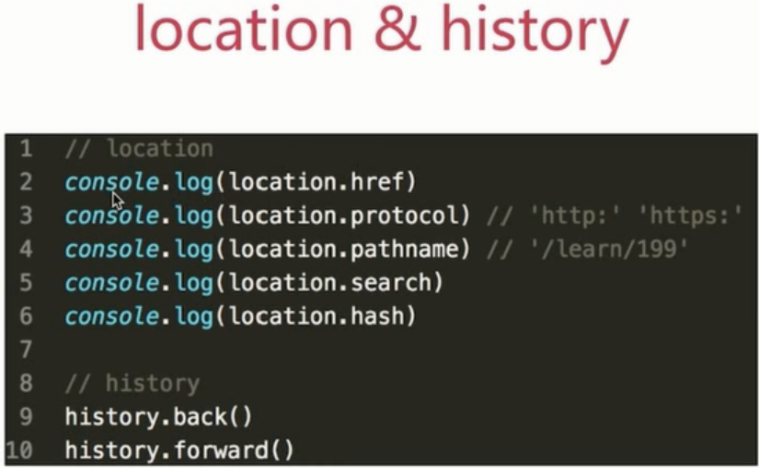 location & history
1 // location
2 console.log(location.href)
3 console.log(location.protocol) // 'http:' 'https:'
4 console.log(location.pathname) // '/learn/199'
5 console.log(location.search)
6 console.log(location.hash)
7
8 // history
9 history.back()
10 history.forward()